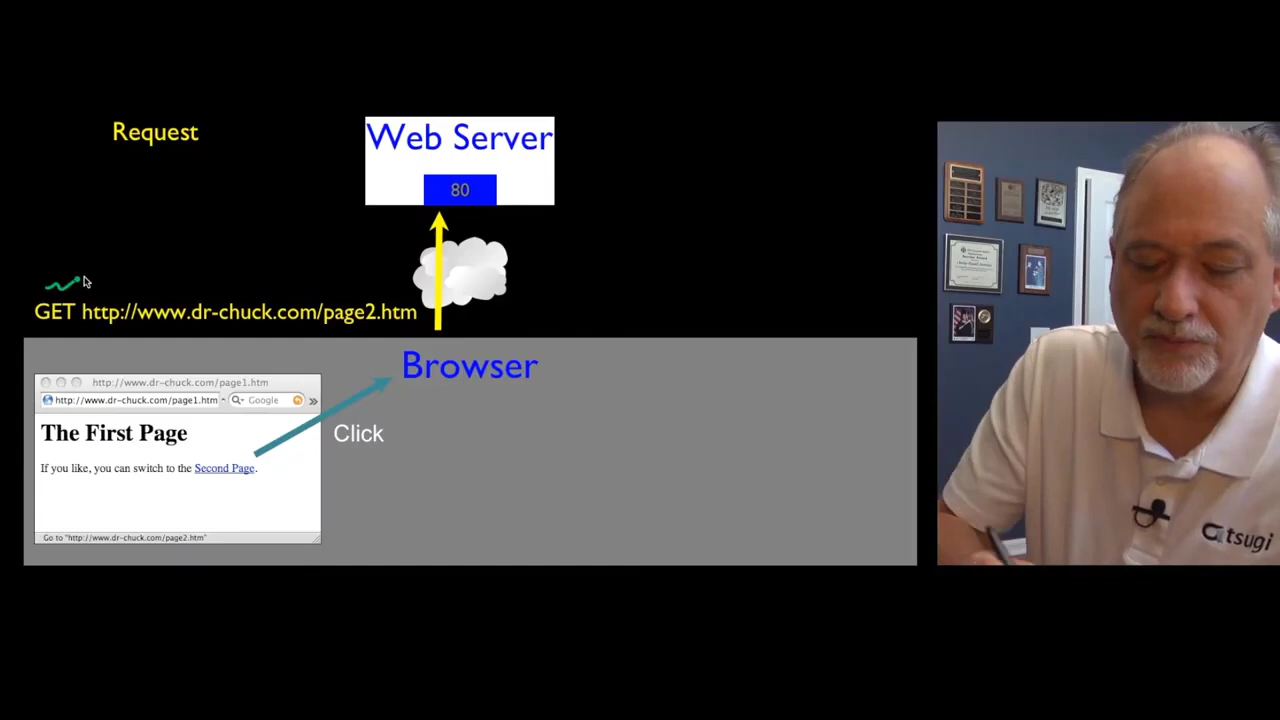 Request
Web Server
80
GET http://www.dr-chuck.com/page2.htm
Browser
http://www.dr-chuck.com/page1.htm
http://www.dr-chuck.com/page1.htm
Google
The First Page
Click
If you like, you can switch to the Second Page.
Go to "http://www.dr-chuck.com/page2.htm"
tsugi